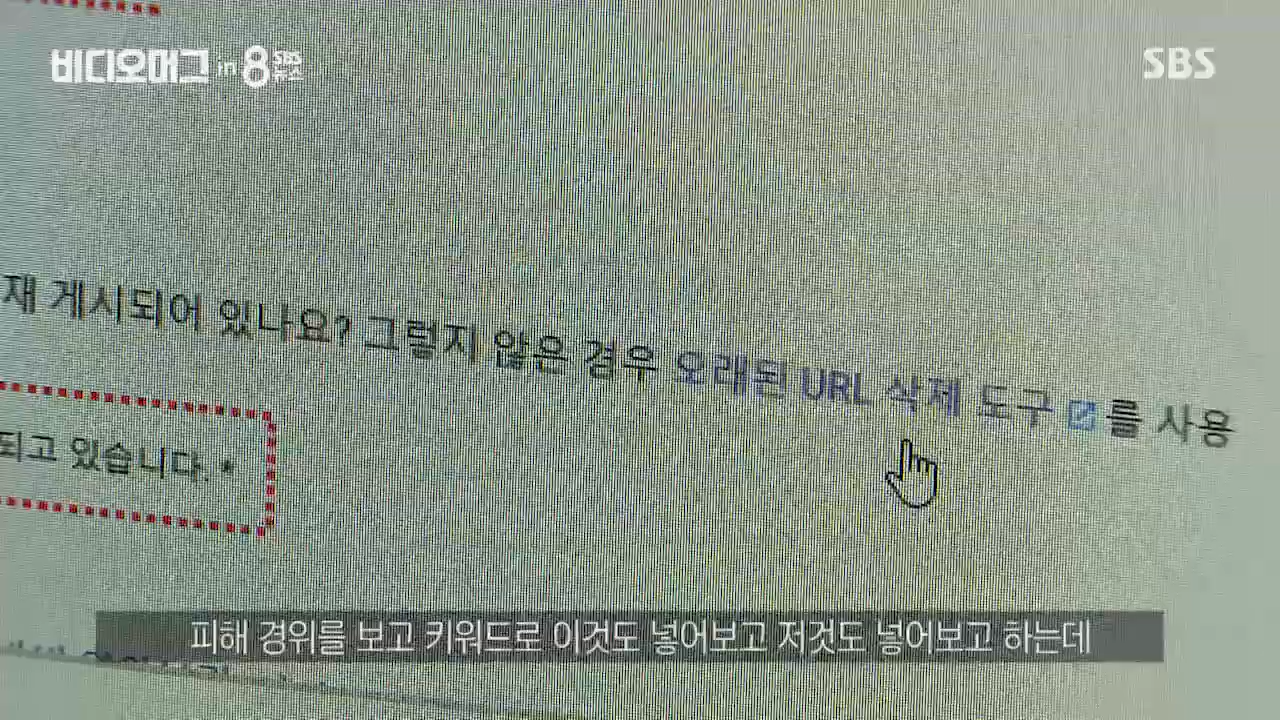 비디오머그 in 8 SBS 뉴스
SBS
재 게시되어 있나요? 그렇지 않은 경우 오래된 URL 삭제 도구 를 사용
되고 있습니다. *
피해 경위를 보고 키워드로 이것도 넣어보고 저것도 넣어보고 하는데